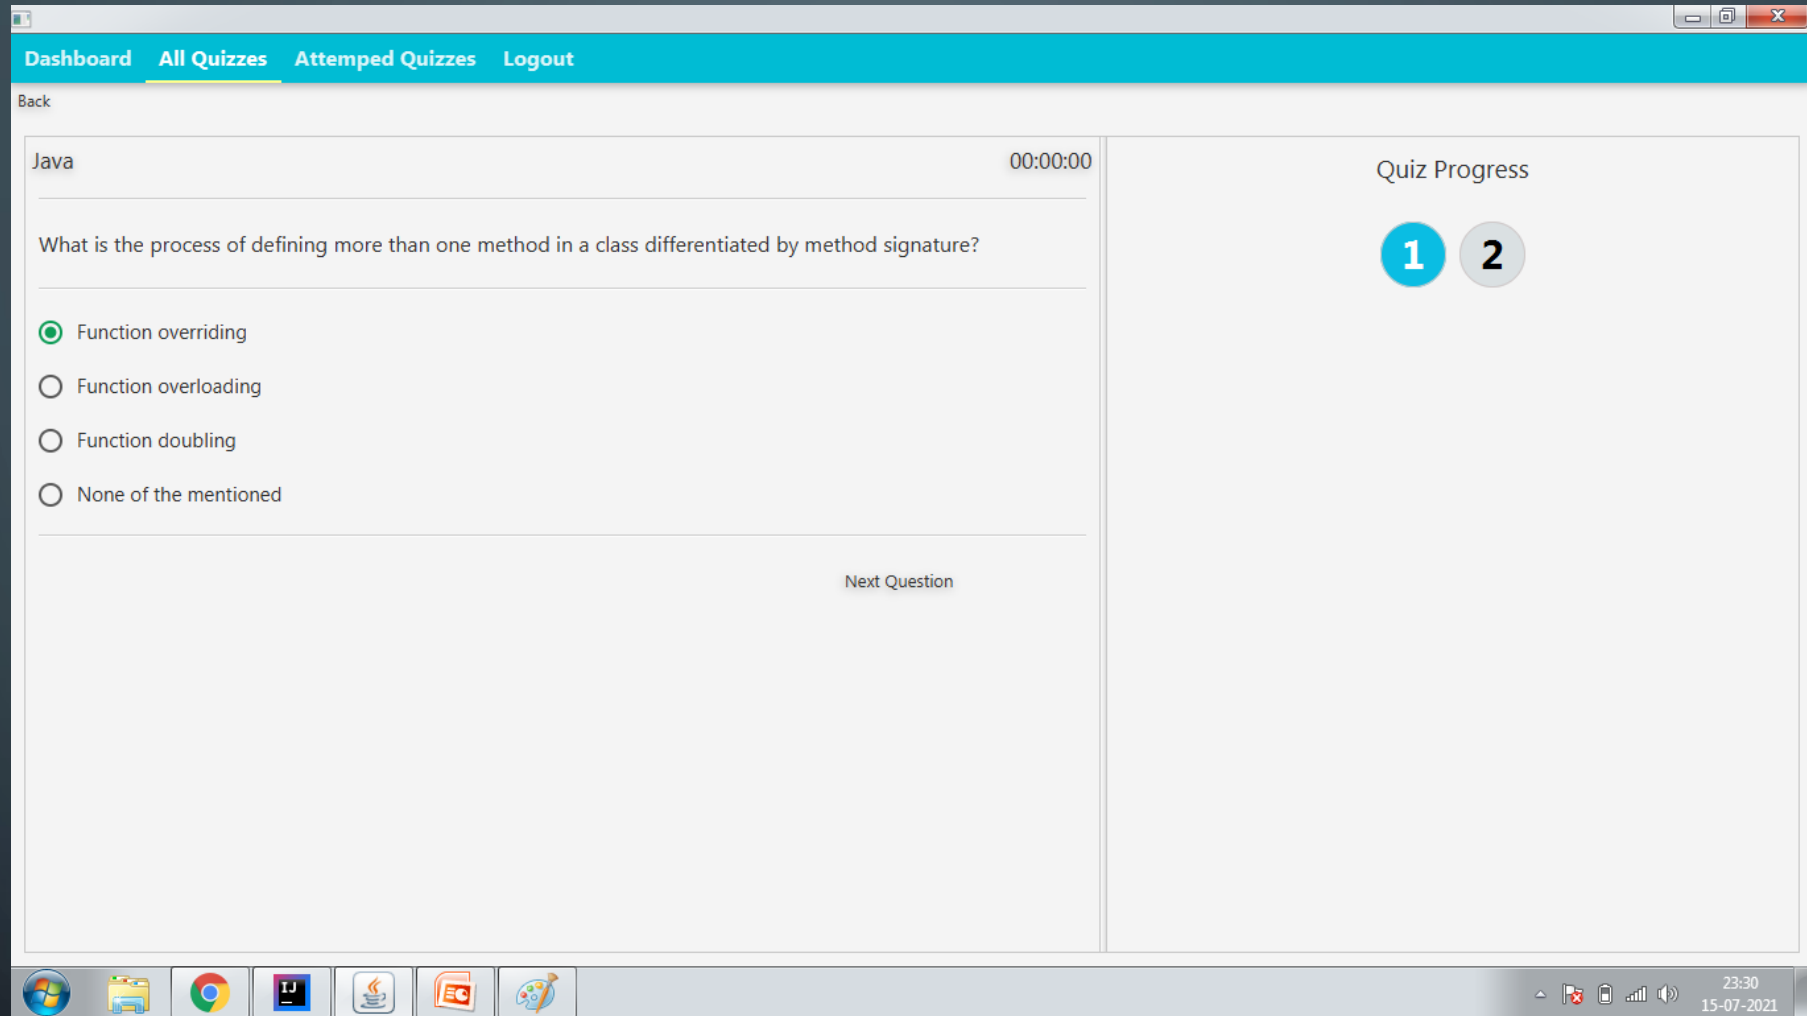 Dashboard All Quizzes Attemped Quizzes Logout
Back
Java 00:00:00
What is the process of defining more than one method in a class differentiated by method signature?
Function overriding
Function overloading
Function doubling
None of the mentioned
Next Question
Quiz Progress
1 2
IJ
23:30
15-07-2021